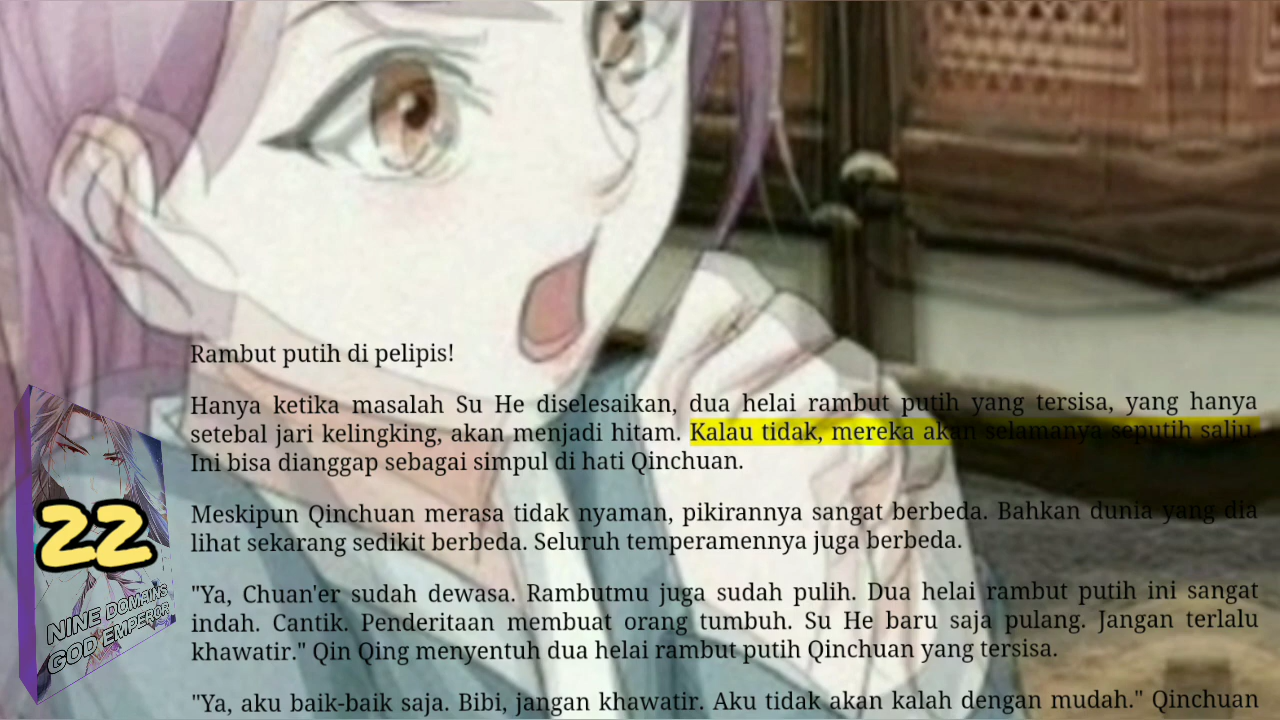 Rambut putih di pelipis!
Hanya ketika masalah Su He diselesaikan, dua helai rambut putih yang tersisa, yang hanya
setebal jari kelingking, akan menjadi hitam. Kalau tidak, mereka akan selamanya seputih salju.
Ini bisa dianggap sebagai simpul di hati Qinchuan.
Meskipun Qinchuan merasa tidak nyaman, pikirannya sangat berbeda. Bahkan dunia yang dia
lihat sekarang sedikit berbeda. Seluruh temperamennya juga berbeda.
"Ya, Chuan'er sudah dewasa. Rambutmu juga sudah pulih. Dua helai rambut putih ini sangat
indah. Cantik. Penderitaan membuat orang tumbuh. Su He baru saja pulang. Jangan terlalu
khawatir." Qin Qing menyentuh dua helai rambut putih Qinchuan yang tersisa.
"Ya, aku baik-baik saja. Bibi, jangan khawatir. Aku tidak akan kalah dengan mudah." Qinchuan
22
NINE DOMAINS
GOD EMPEROR